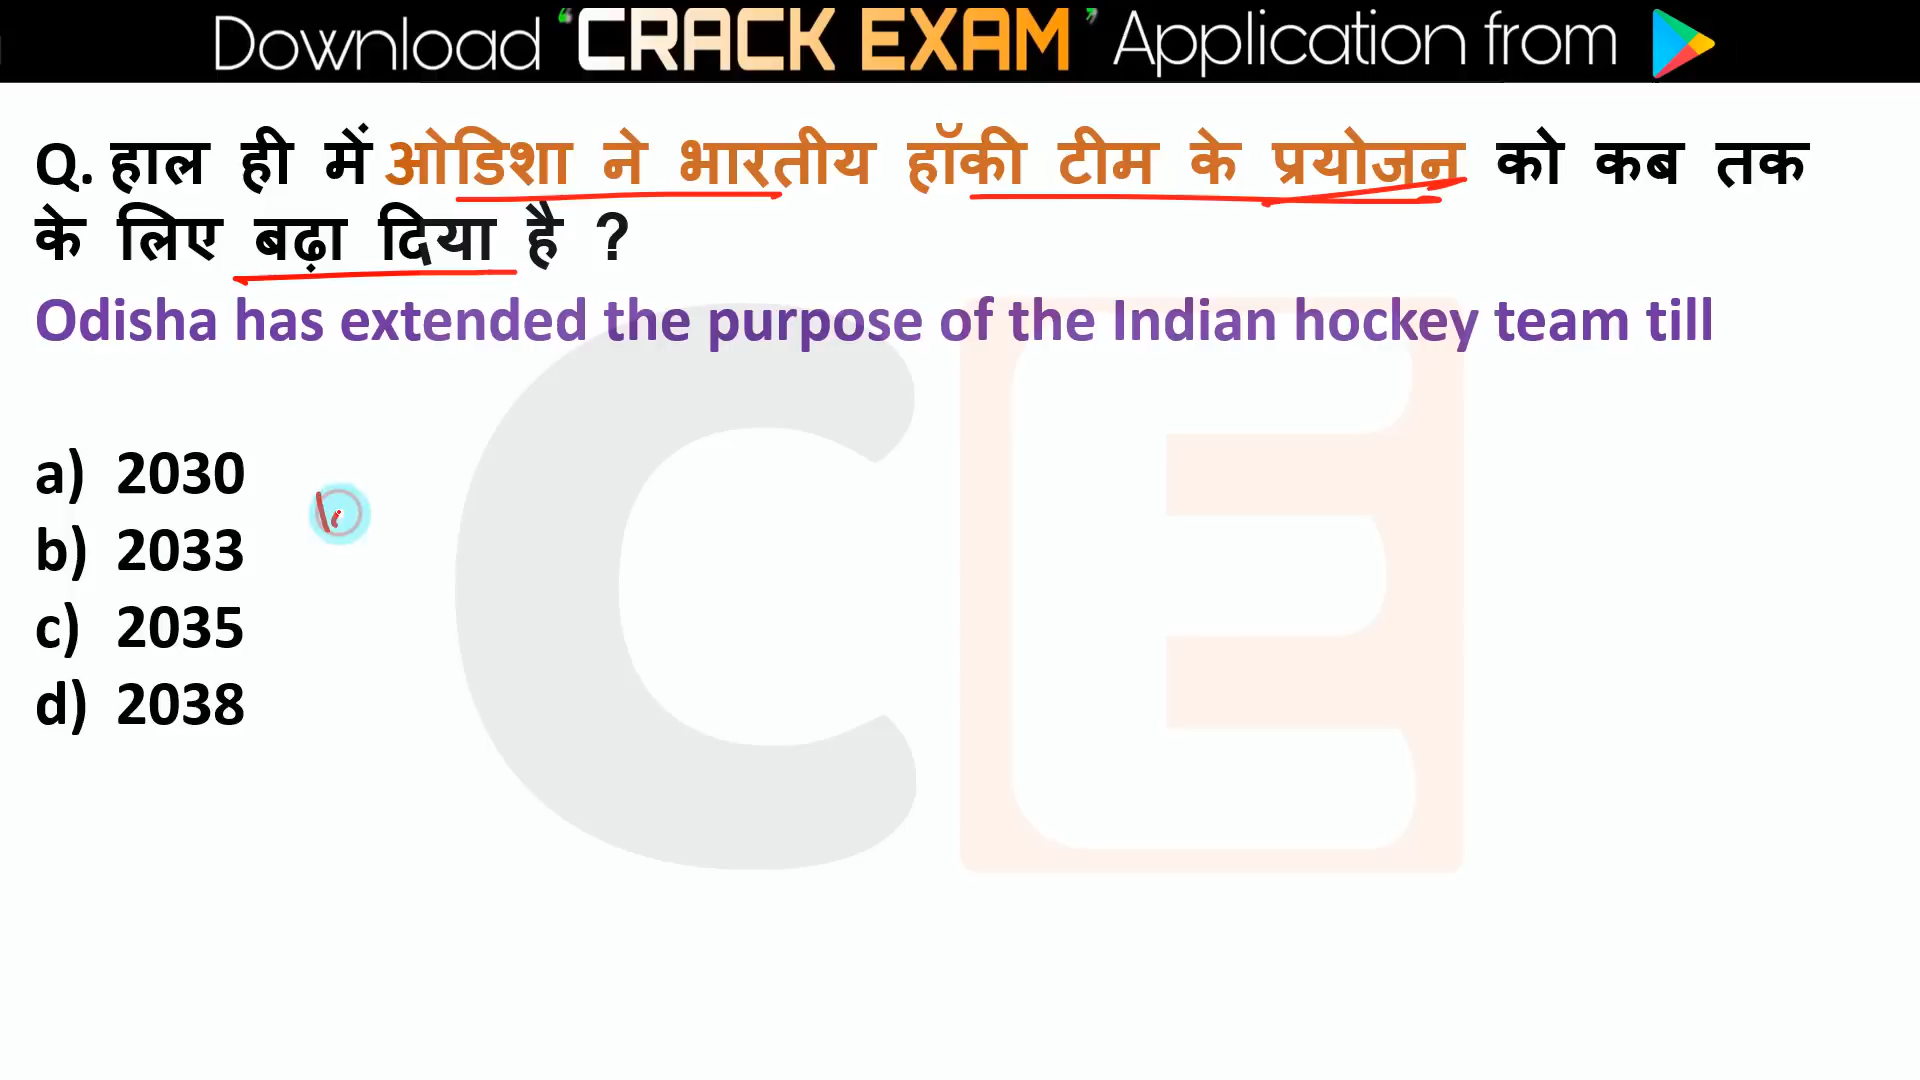 Download ‘CRACK EXAM’ Application from
Q. हाल ही में ओडिशा ने भारतीय हॉकी टीम के प्रयोजन को कब तक
के लिए बढ़ा दिया है ?
Odisha has extended the purpose of the Indian hockey team till
a) 2030
b) 2033
c) 2035
d) 2038
CE